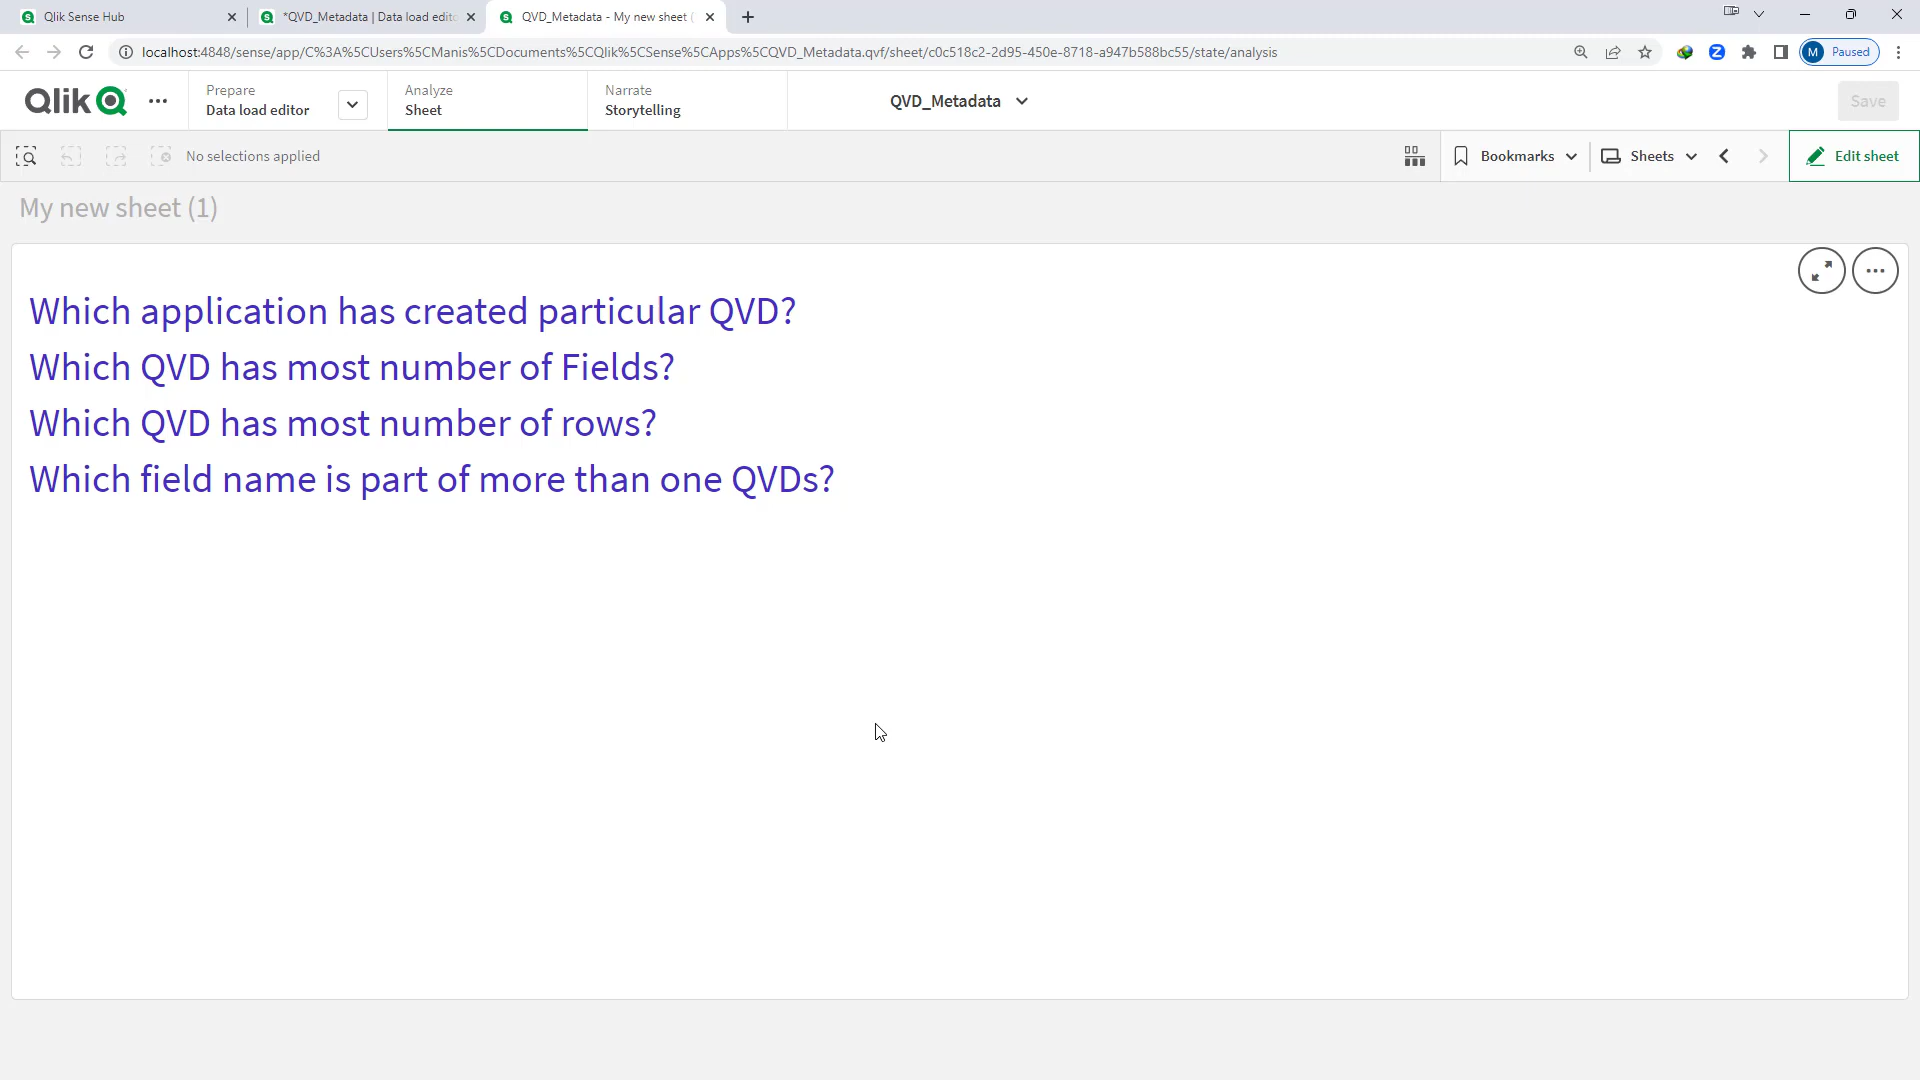 Qlik Sense Hub
*QVD_Metadata | Data load edito
QVD_Metadata - My new sheet (
localhost:4848/sense/app/C%3A%5CUsers%5CManis%5CDocuments%5CQlik%5CSense%5CApps%5CQVD_Metadata.qvf/sheet/c0c518c2-2d95-450e-8718-a947b588bc55/state/analysis
Z
M Paused
Qlik
Prepare
Data load editor
Analyze
Sheet
Narrate
Storytelling
QVD_Metadata
Save
No selections applied
Bookmarks
Sheets
Edit sheet
My new sheet (1)
Which application has created particular QVD?
Which QVD has most number of Fields?
Which QVD has most number of rows?
Which field name is part of more than one QVDs?